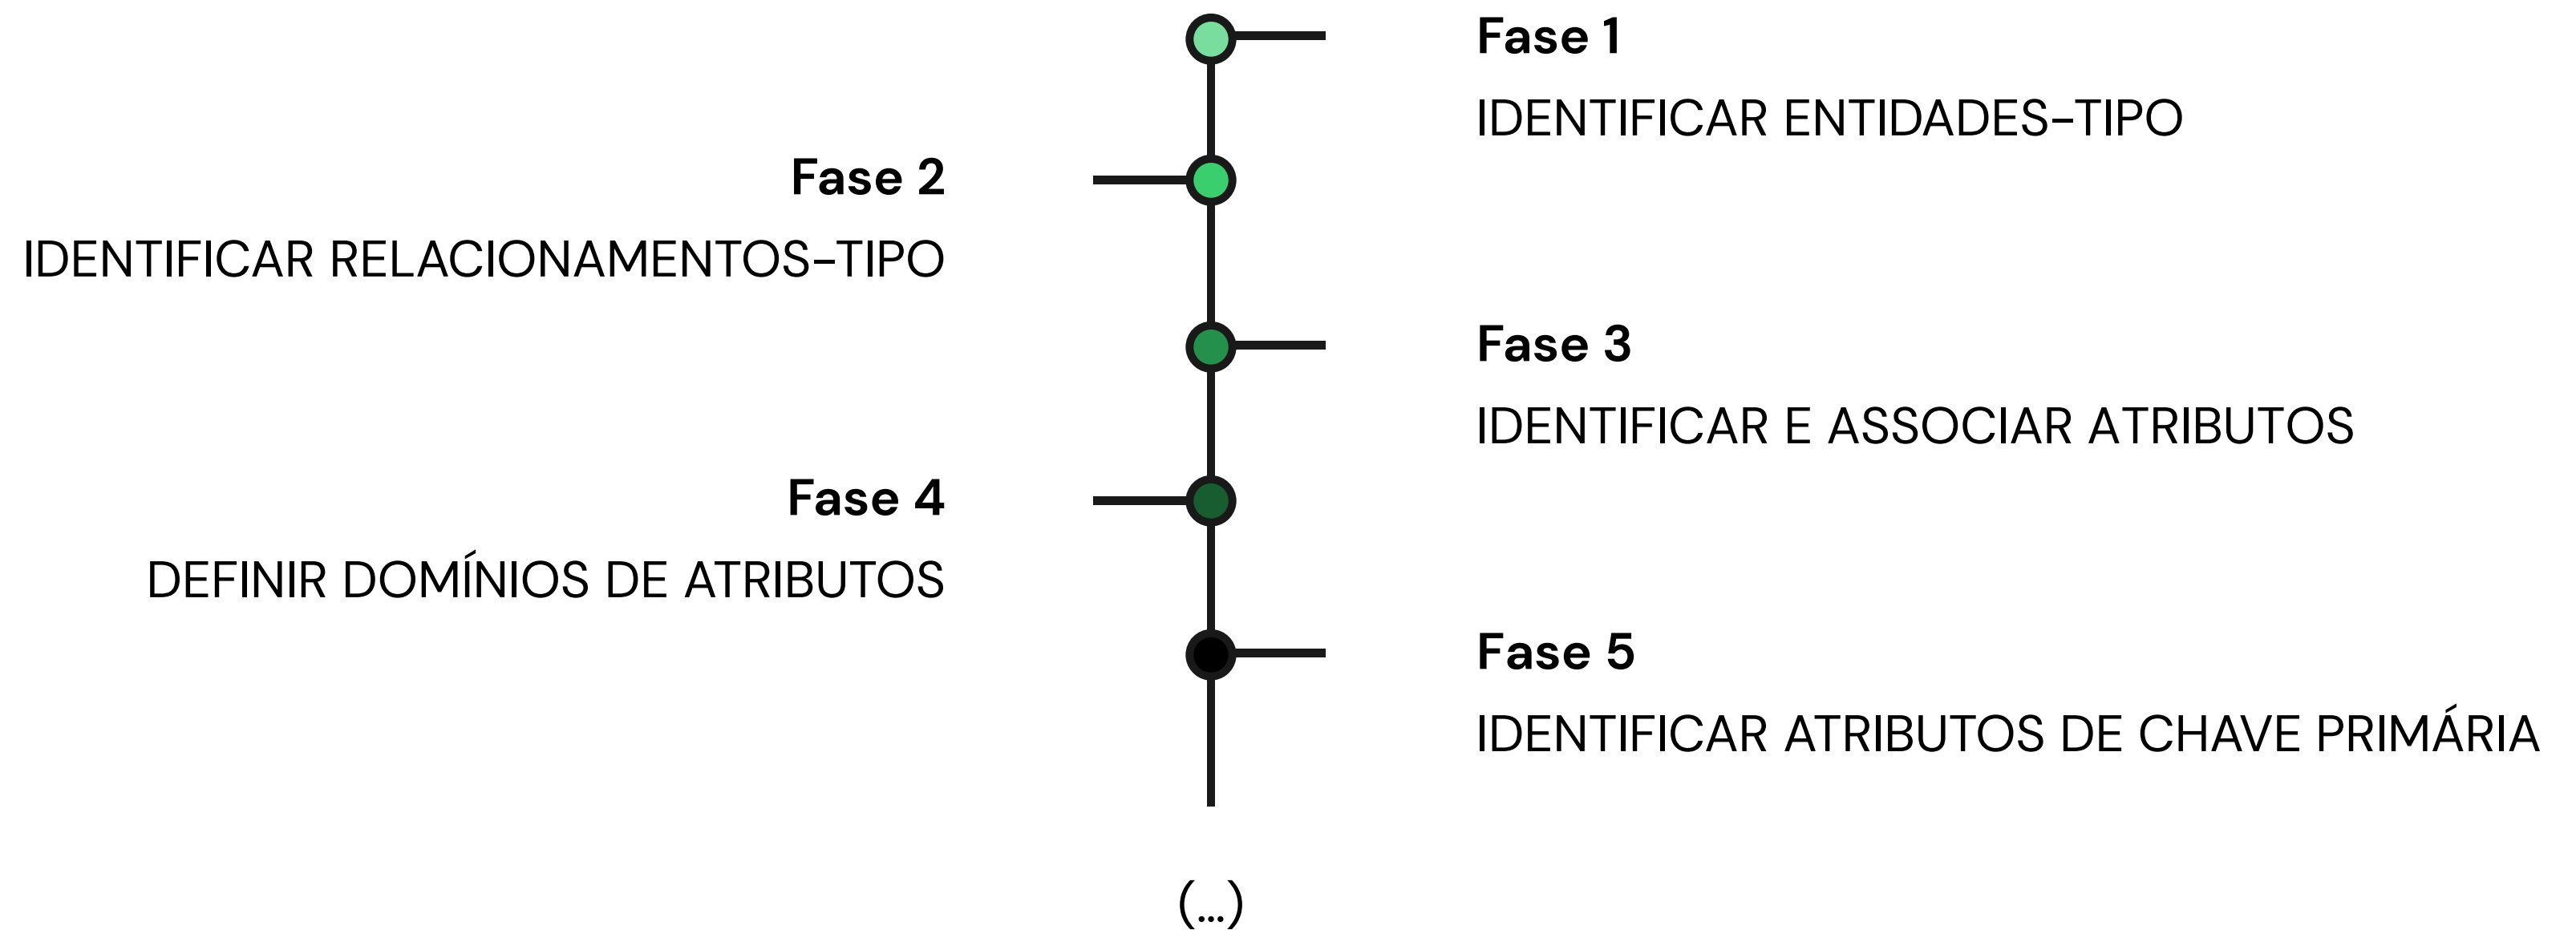 Fase 1
IDENTIFICAR ENTIDADES-TIPO
Fase 2
IDENTIFICAR RELACIONAMENTOS-TIPO
Fase 3
IDENTIFICAR E ASSOCIAR ATRIBUTOS
Fase 4
DEFINIR DOMÍNIOS DE ATRIBUTOS
Fase 5
IDENTIFICAR ATRIBUTOS DE CHAVE PRIMÁRIA
(...)